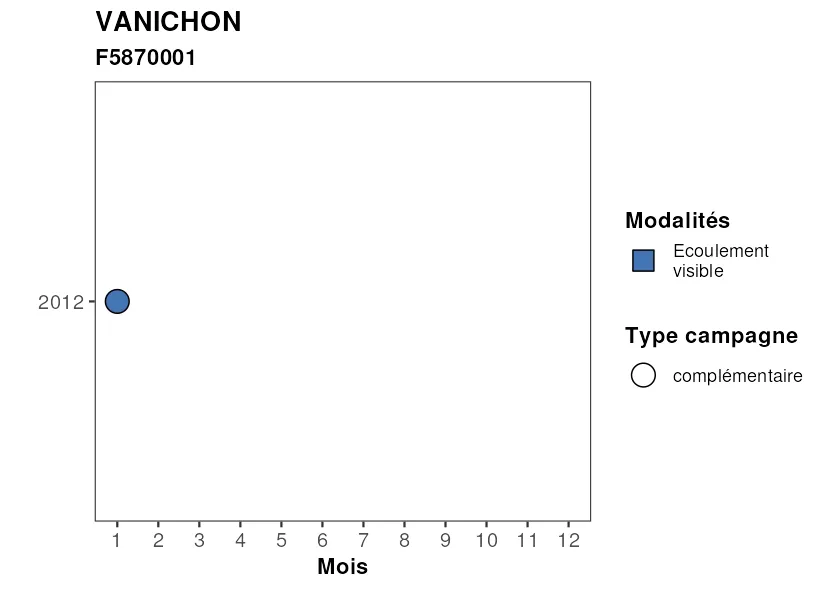 VANICHON
F5870001
2012
1 2 3 4 5 6 7 8 9 10 11 12
Mois
Modalités
Ecoulement
visible
Type campagne
complémentaire